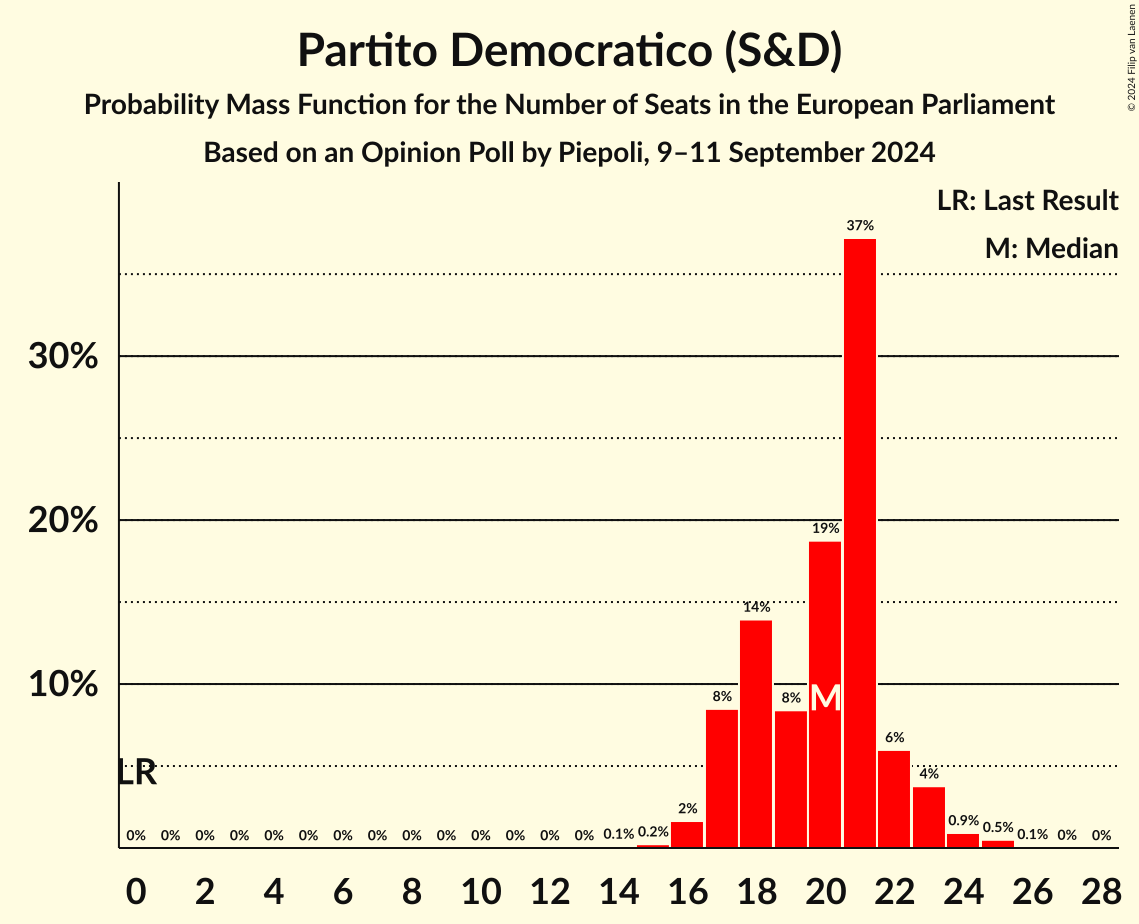 Partito Democratico (S&D)
Probability Mass Function for the Number of Seats in the European Parliament
Based on an Opinion Poll by Piepoli, 9–11 September 2024
© 2024 Filip van Laenen
LR: Last Result
M: Median
37%
30%
20%
19%
14%
10%
8%
8%
M
6%
LR
4%
2%
0% 0% 0% 0% 0% 0% 0% 0% 0% 0% 0% 0% 0% 0% 0.1% 0.2% 0.9% 0.5% 0.1% 0% 0%
0 2 4 6 8 10 12 14 16 18 20 22 24 26 28